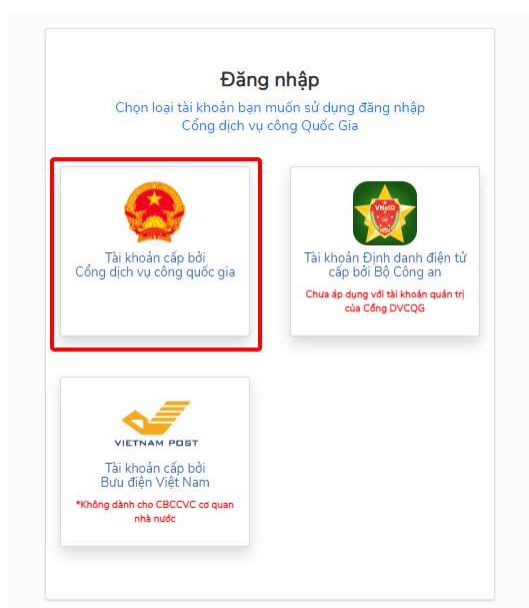 Đăng nhập
Chọn loại tài khoản bạn muốn sử dụng đăng nhập
Cổng dịch vụ công Quốc Gia
Tài khoản cấp bởi
Cổng dịch vụ công quốc gia
VNeID
Tài khoản Định danh điện tử
cấp bởi Bộ Công an
Chưa áp dụng với tài khoản quản trị
của Cổng DVCQG
VIETNAM POST
Tài khoản cấp bởi
Bưu điện Việt Nam
*Không dành cho CBCCVC cơ quan
nhà nước